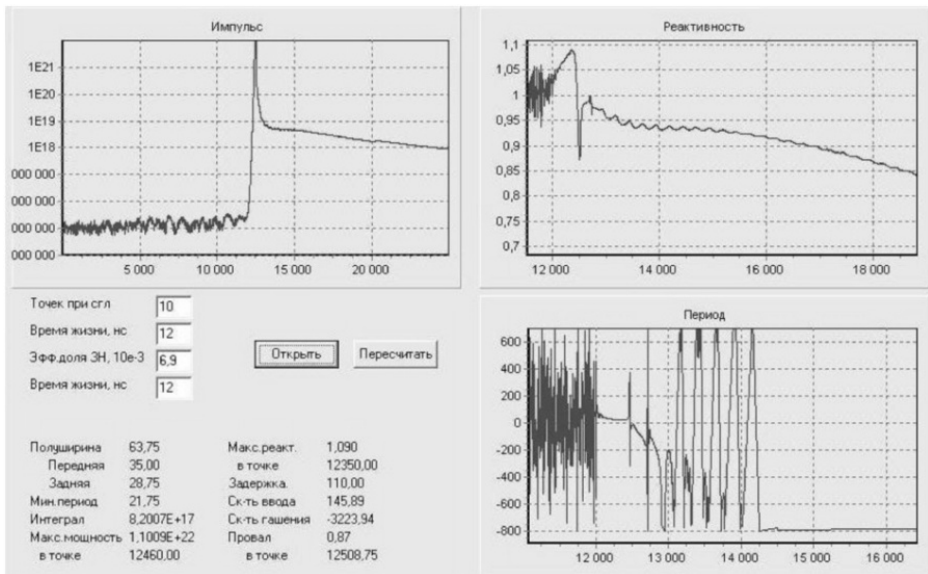 Импульс
1E21
1E20
1E19
1E18
000 000
000 000
000 000
000 000
5 000 10 000 15 000 20 000
Реактивность
1,1
1,05
1
0,95
0,9
0,85
0,8
0,75
0,7
12 000 14 000 16 000 18 000
Точек при сгл 10
Время жизни, нс 12
Эфф.доля ЗН, 10е-3 6,9
Время жизни, нс 12
Открыть Пересчитать
Полуширина 63,75 Макс.реакт. 1,090
Передняя 35,00 в точке 12350,00
Задняя 28,75 Задержка. 110,00
Мин.период 21,75 Ск-ть ввода 145,89
Интеграл 8,2007E+17 Ск-ть гашения -3223,94
Макс.мощность 1,1009E+22 Провал 0,87
в точке 12460,00 в точке 12508,75
Период
600
400
200
0
-200
-400
-600
-800
12 000 13 000 14 000 15 000 16 000